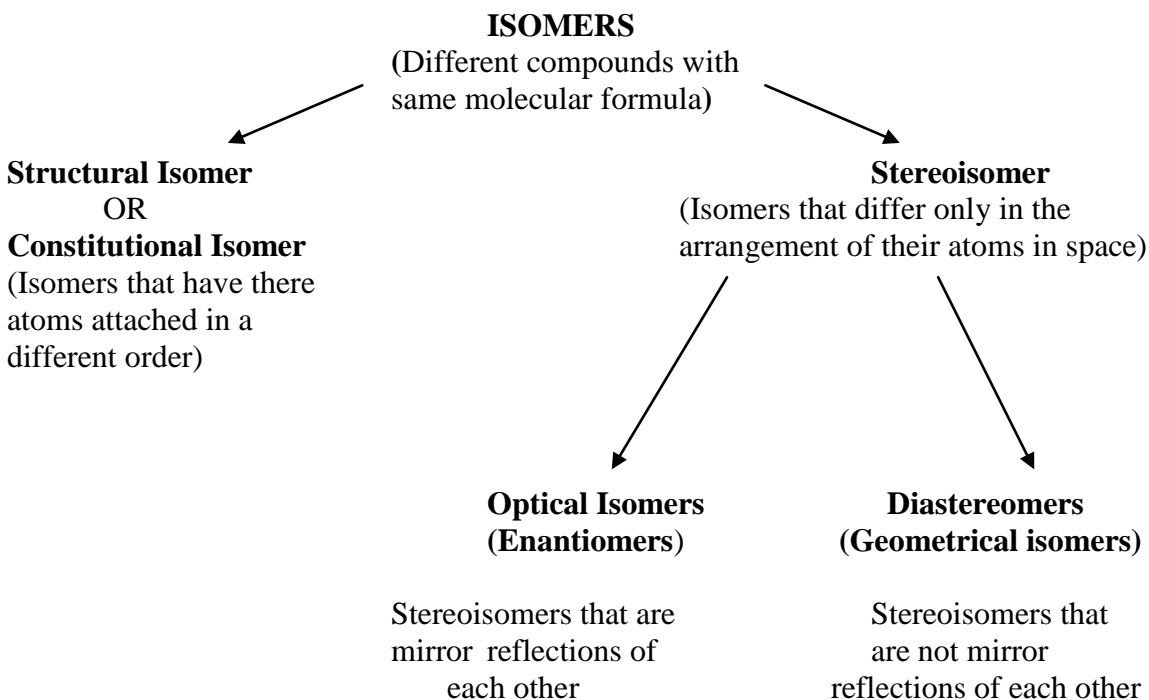 ISOMERS
(Different compounds with
same molecular formula)
Structural Isomer
OR
Constitutional Isomer
(Isomers that have there
atoms attached in a
different order)
Stereoisomer
(Isomers that differ only in the
arrangement of their atoms in space)
Optical Isomers
(Enantiomers)
Stereoisomers that are
mirror reflections of
each other
Diastereomers
(Geometrical isomers)
Stereoisomers that
are not mirror
reflections of each other